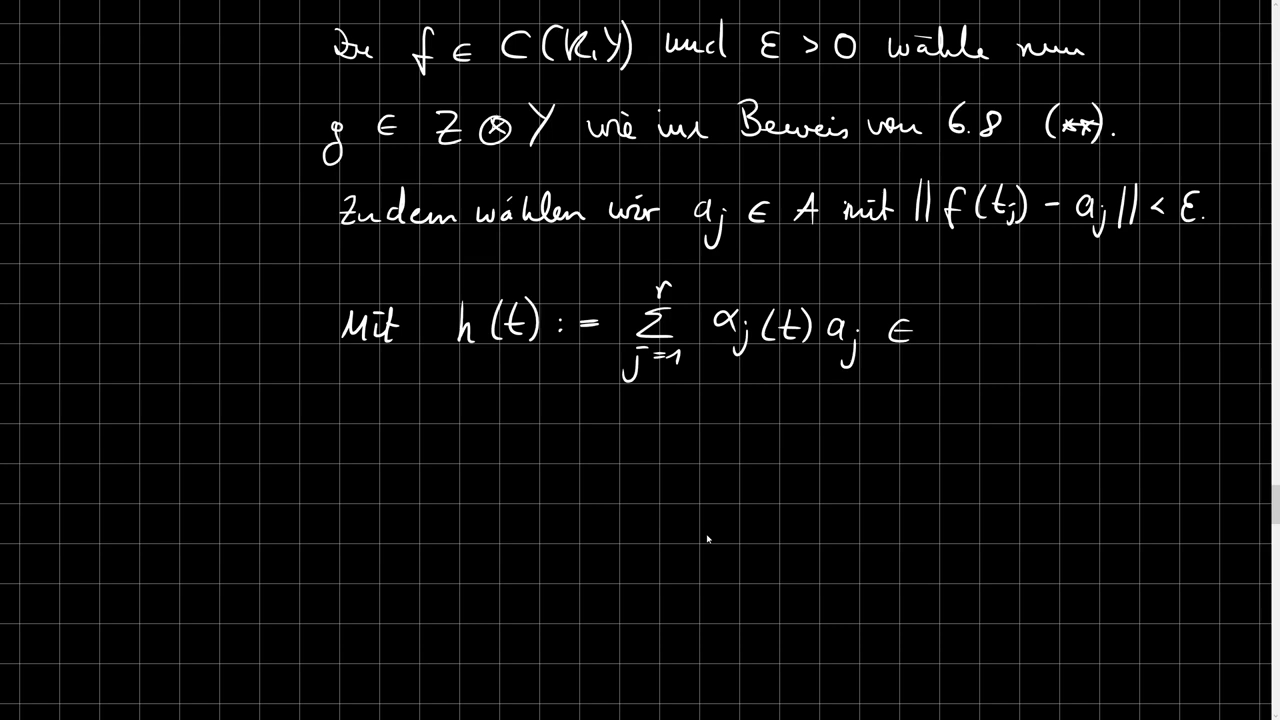 Zu f ∈ C(K,Y) und ε > 0 wähle nun
g ∈ Z ⊗ Y wie im Beweis von 6.8 (**).
Zudem wählen wir a_j ∈ A mit ||f(t_j) - a_j|| < ε.
Mit h(t) := ∑_{j=1}^{r} α_j(t) a_j ∈